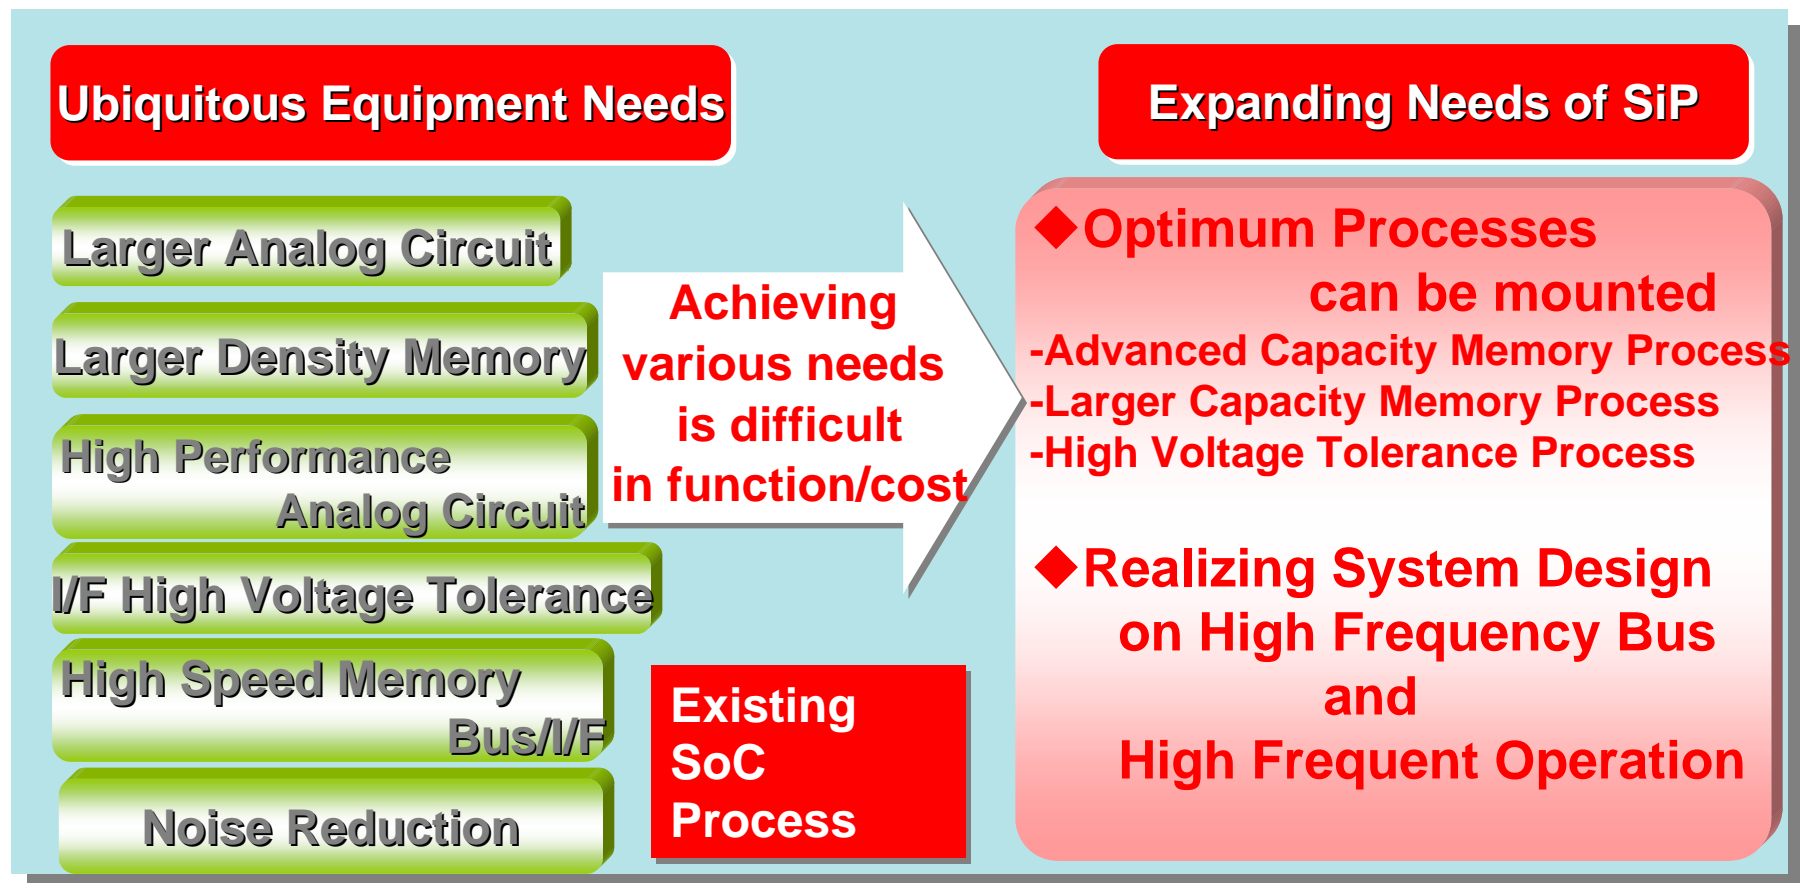 Ubiquitous Equipment Needs
Larger Analog Circuit
Larger Density Memory
High Performance
Analog Circuit
I/F High Voltage Tolerance
High Speed Memory
Bus/I/F
Noise Reduction
Achieving
various needs
is difficult
in function/cost
Existing
SoC
Process
Expanding Needs of SiP
◆Optimum Processes
can be mounted
-Advanced Capacity Memory Process
-Larger Capacity Memory Process
-High Voltage Tolerance Process
◆Realizing System Design
on High Frequency Bus
and
High Frequent Operation